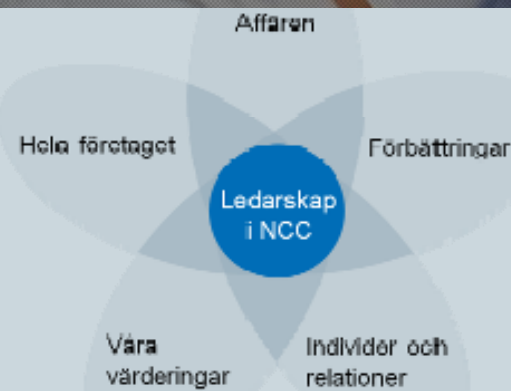 Affären
Hela företaget
Förbättringar
Ledarskap
i NCC
Våra
värderingar
Individer och
relationer